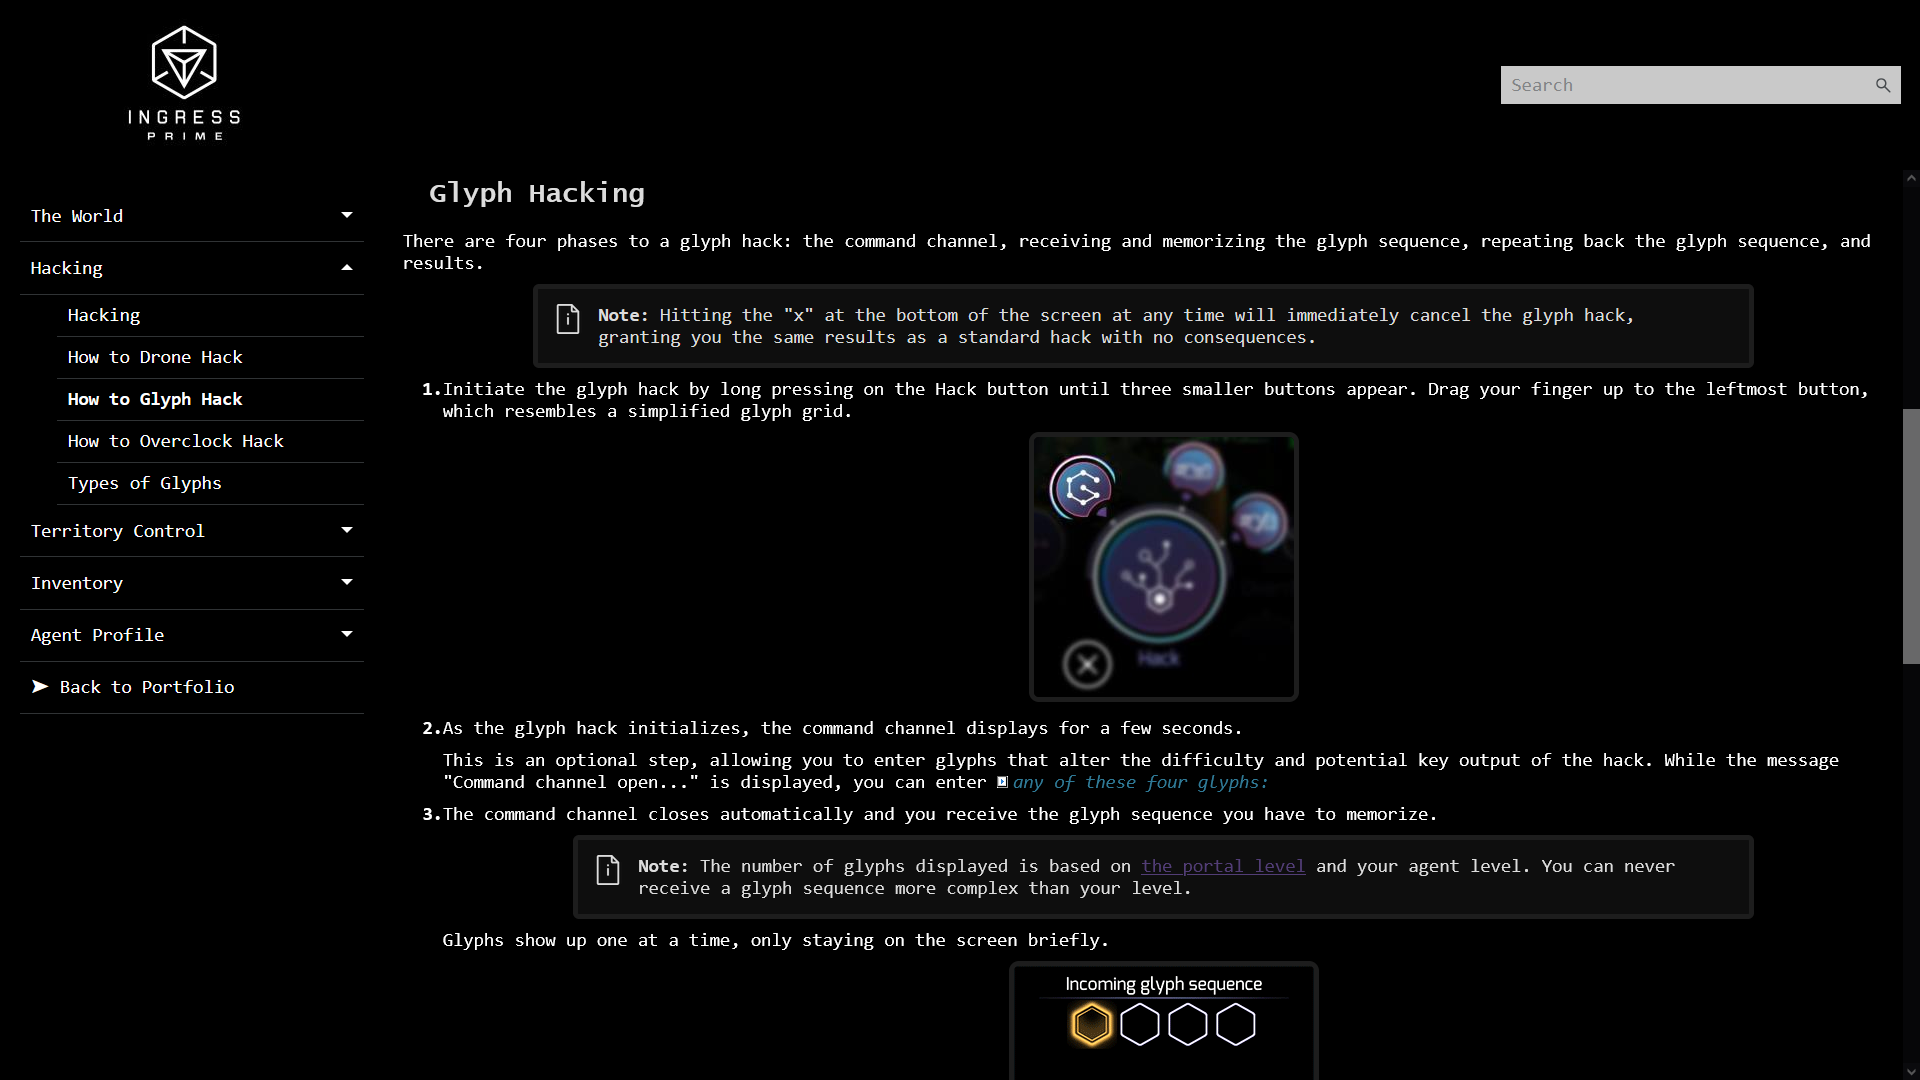 INGRESS
PRIME
Search
The World
Hacking
Hacking
How to Drone Hack
How to Glyph Hack
How to Overclock Hack
Types of Glyphs
Territory Control
Inventory
Agent Profile
Back to Portfolio
Glyph Hacking
There are four phases to a glyph hack: the command channel, receiving and memorizing the glyph sequence, repeating back the glyph sequence, and
results.
Note: Hitting the "x" at the bottom of the screen at any time will immediately cancel the glyph hack,
granting you the same results as a standard hack with no consequences.
1. Initiate the glyph hack by long pressing on the Hack button until three smaller buttons appear. Drag your finger up to the leftmost button,
which resembles a simplified glyph grid.
Hack
2. As the glyph hack initializes, the command channel displays for a few seconds.
This is an optional step, allowing you to enter glyphs that alter the difficulty and potential key output of the hack. While the message
"Command channel open..." is displayed, you can enter any of these four glyphs:
3. The command channel closes automatically and you receive the glyph sequence you have to memorize.
Note: The number of glyphs displayed is based on the portal level and your agent level. You can never
receive a glyph sequence more complex than your level.
Glyphs show up one at a time, only staying on the screen briefly.
Incoming glyph sequence